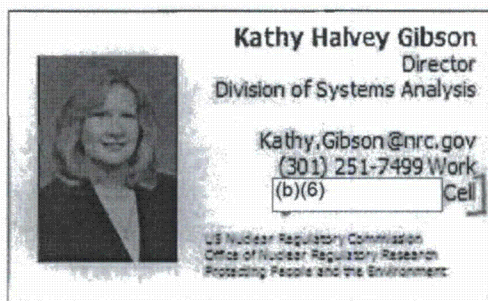 Kathy Halvey Gibson
Director
Division of Systems Analysis
Kathy.Gibson@nrc.gov
(301) 251-7499 Work
(b)(6) Cell
US Nuclear Regulatory Commission
Office of Nuclear Regulatory Research
Protecting People and the Environment